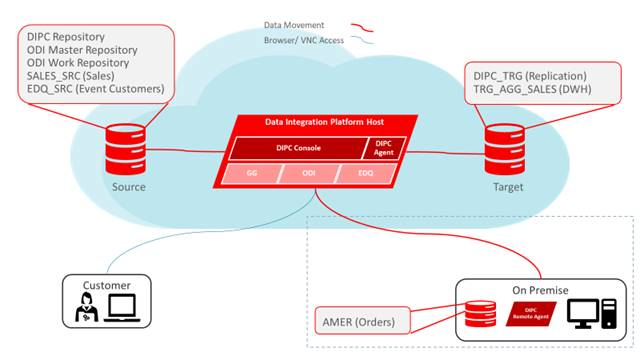 Data Movement
Browser/ VNC Access
DIPC Repository
ODI Master Repository
ODI Work Repository
SALES_SRC (Sales)
EDQ_SRC (Event Customers)
DIPC_TRG (Replication)
TRG_AGG_SALES (DWH)
Data Integration Platform Host
DIPC Console
DIPC
Agent
GG
ODI
EDQ
Source
Target
Customer
On Premise
AMER (Orders)
DIPC
Remote Agent